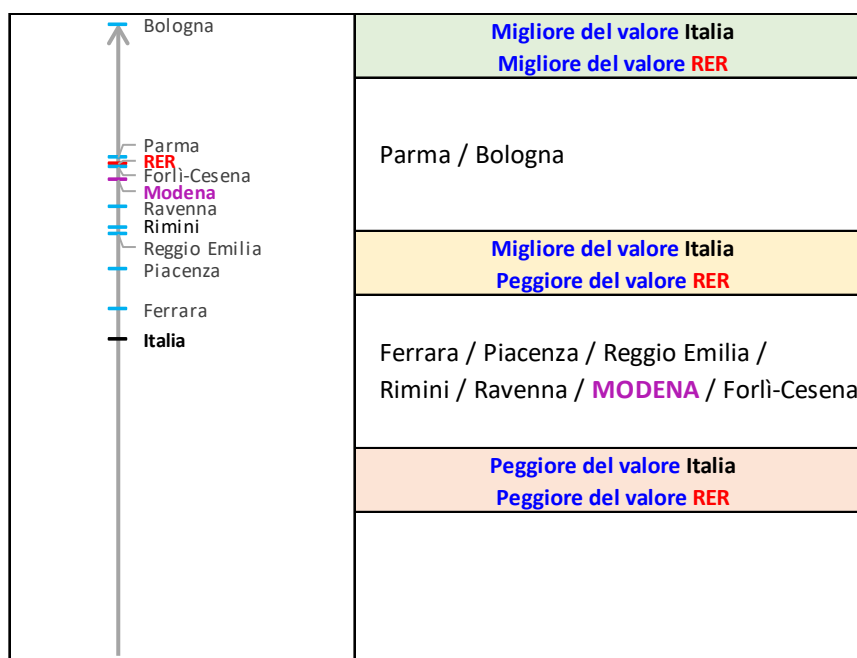 Bologna
Parma
RER
Forlì-Cesena
Modena
Ravenna
Rimini
Reggio Emilia
Piacenza
Ferrara
Italia
Migliore del valore Italia
Migliore del valore RER
Parma / Bologna
Migliore del valore Italia
Peggiore del valore RER
Ferrara / Piacenza / Reggio Emilia /
Rimini / Ravenna / MODENA / Forlì-Cesena
Peggiore del valore Italia
Peggiore del valore RER